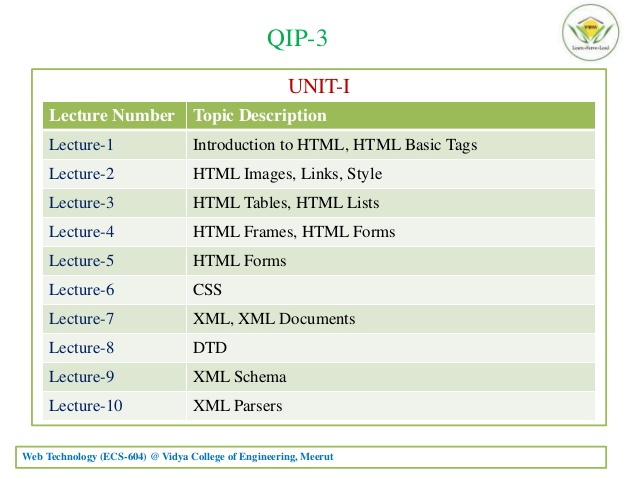 QIP-3
VIDYA
Learn•Serve•Lead
UNIT-I
Lecture Number Topic Description
Lecture-1 Introduction to HTML, HTML Basic Tags
Lecture-2 HTML Images, Links, Style
Lecture-3 HTML Tables, HTML Lists
Lecture-4 HTML Frames, HTML Forms
Lecture-5 HTML Forms
Lecture-6 CSS
Lecture-7 XML, XML Documents
Lecture-8 DTD
Lecture-9 XML Schema
Lecture-10 XML Parsers
Web Technology (ECS-604) @ Vidya College of Engineering, Meerut